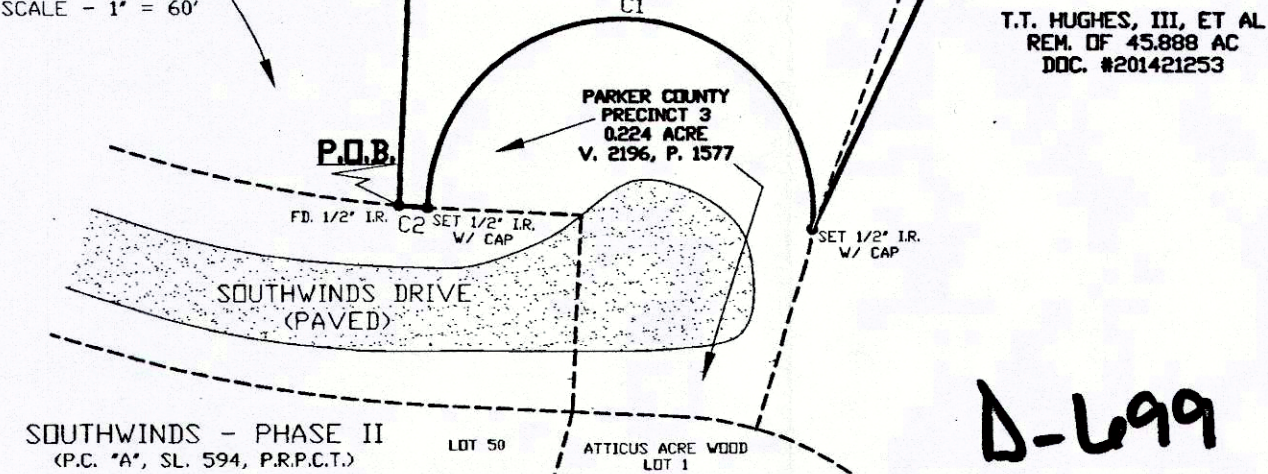 SCALE - 1" = 60'
C1
T.T. HUGHES, III, ET AL
REM. OF 45.888 AC
DOC. #201421253
PARKER COUNTY
PRECINCT 3
0.224 ACRE
V. 2196, P. 1577
P.O.B.
FD. 1/2" I.R.
C2
SET 1/2" I.R.
W/ CAP
SET 1/2" I.R.
W/ CAP
SOUTHWINDS DRIVE
(PAVED)
SOUTHWINDS - PHASE II
(P.C. "A", SL. 594, P.R.P.C.T.)
LOT 50
ATTICUS ACRE WOOD
LOT 1
D-699